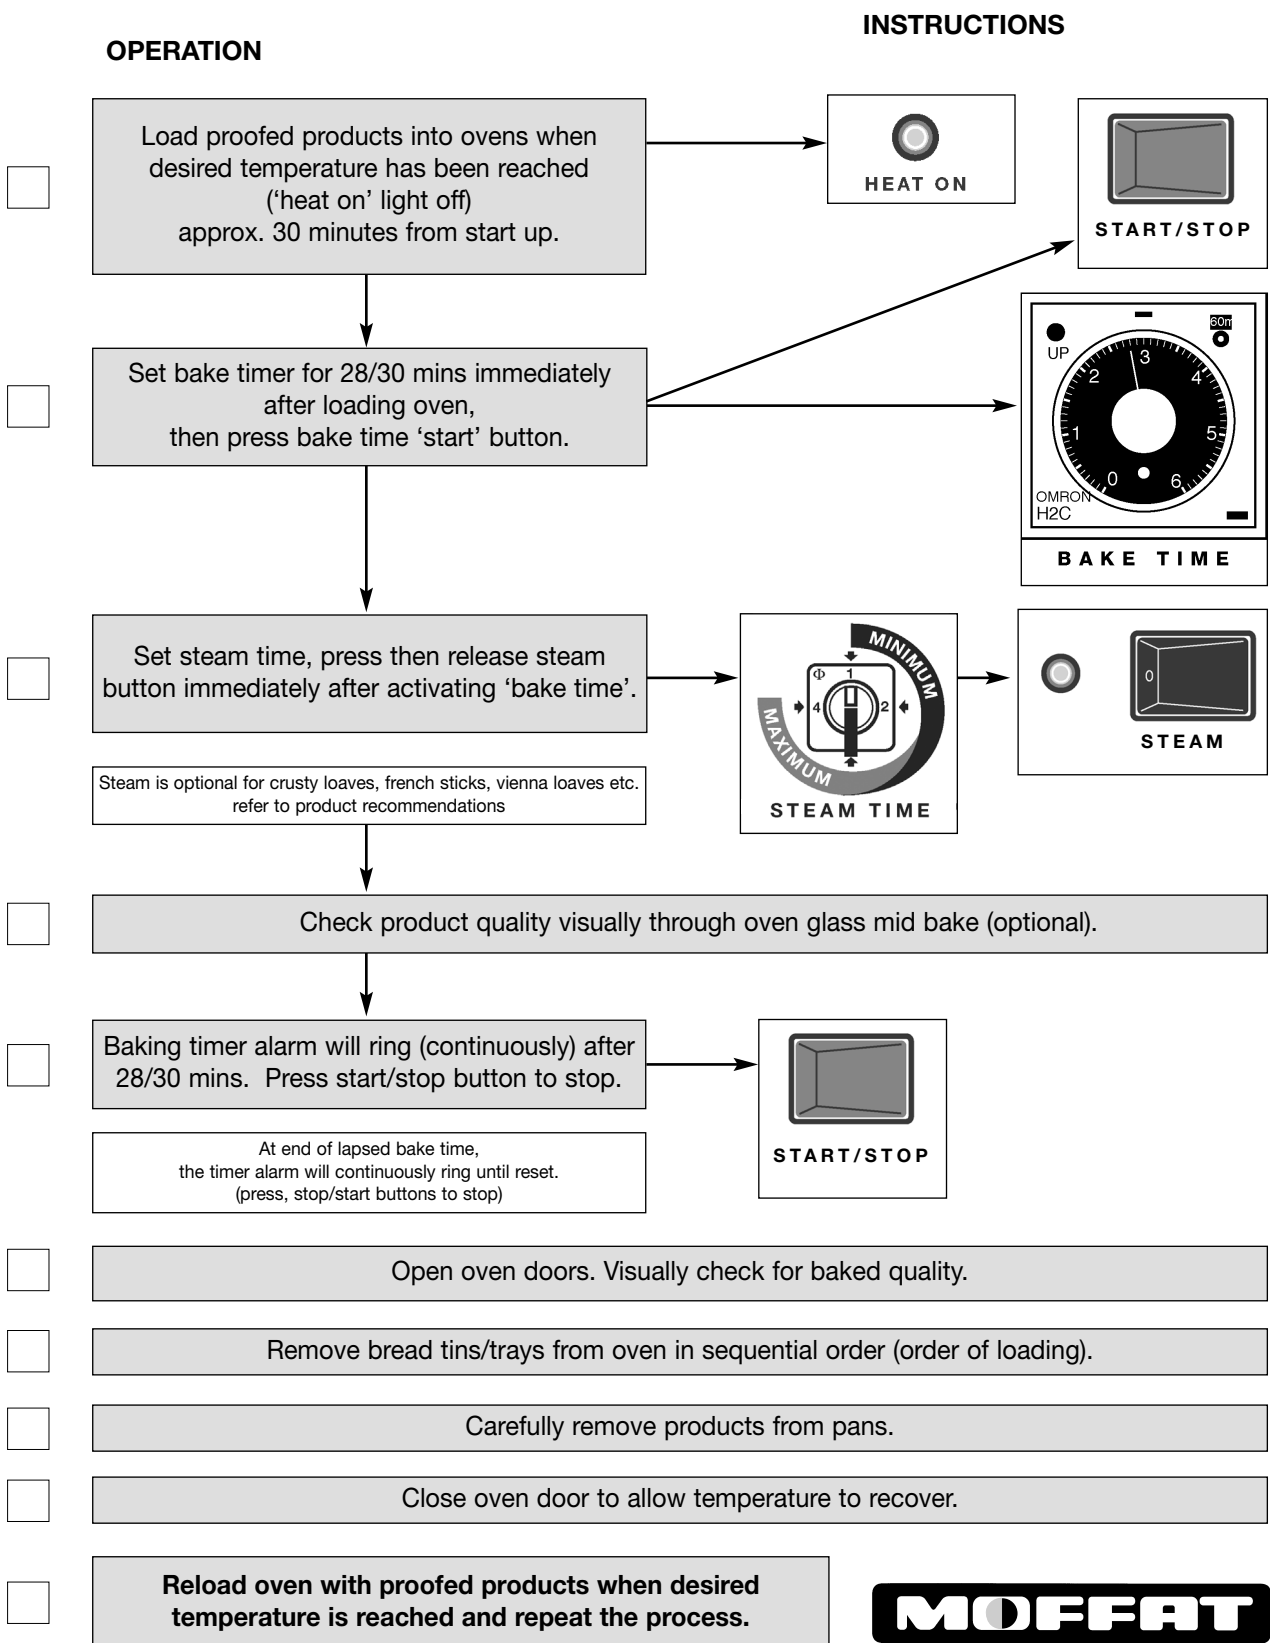 INSTRUCTIONS
OPERATION
Load proofed products into ovens when
desired temperature has been reached
(‘heat on’ light off)
approx. 30 minutes from start up.
HEAT ON
START/STOP
Set bake timer for 28/30 mins immediately
after loading oven,
then press bake time ‘start’ button.
UP
60m
0 1 2 3 4 5 6
OMRON
H2C
BAKE TIME
Set steam time, press then release steam
button immediately after activating ‘bake time’.
MINIMUM
MAXIMUM
Φ
1
2
4
STEAM TIME
0
STEAM
Steam is optional for crusty loaves, french sticks, vienna loaves etc.
refer to product recommendations
Check product quality visually through oven glass mid bake (optional).
Baking timer alarm will ring (continuously) after
28/30 mins. Press start/stop button to stop.
START/STOP
At end of lapsed bake time,
the timer alarm will continuously ring until reset.
(press, stop/start buttons to stop)
Open oven doors. Visually check for baked quality.
Remove bread tins/trays from oven in sequential order (order of loading).
Carefully remove products from pans.
Close oven door to allow temperature to recover.
Reload oven with proofed products when desired
temperature is reached and repeat the process.
MOFFAT